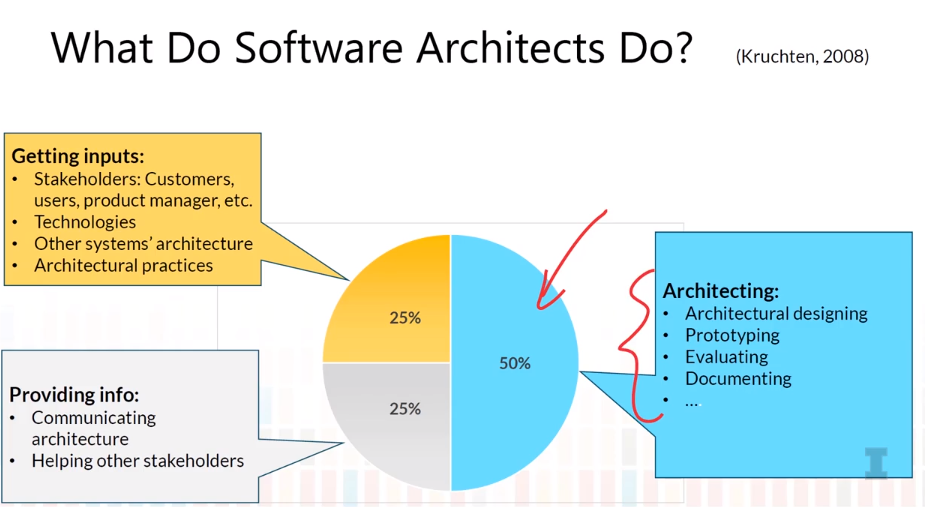 What Do Software Architects Do?
(Kruchten, 2008)
Getting inputs:
• Stakeholders: Customers,
users, product manager, etc.
• Technologies
• Other systems' architecture
• Architectural practices
Providing info:
• Communicating
architecture
• Helping other stakeholders
25%
25%
50%
Architecting:
• Architectural designing
• Prototyping
• Evaluating
• Documenting
• ...
I